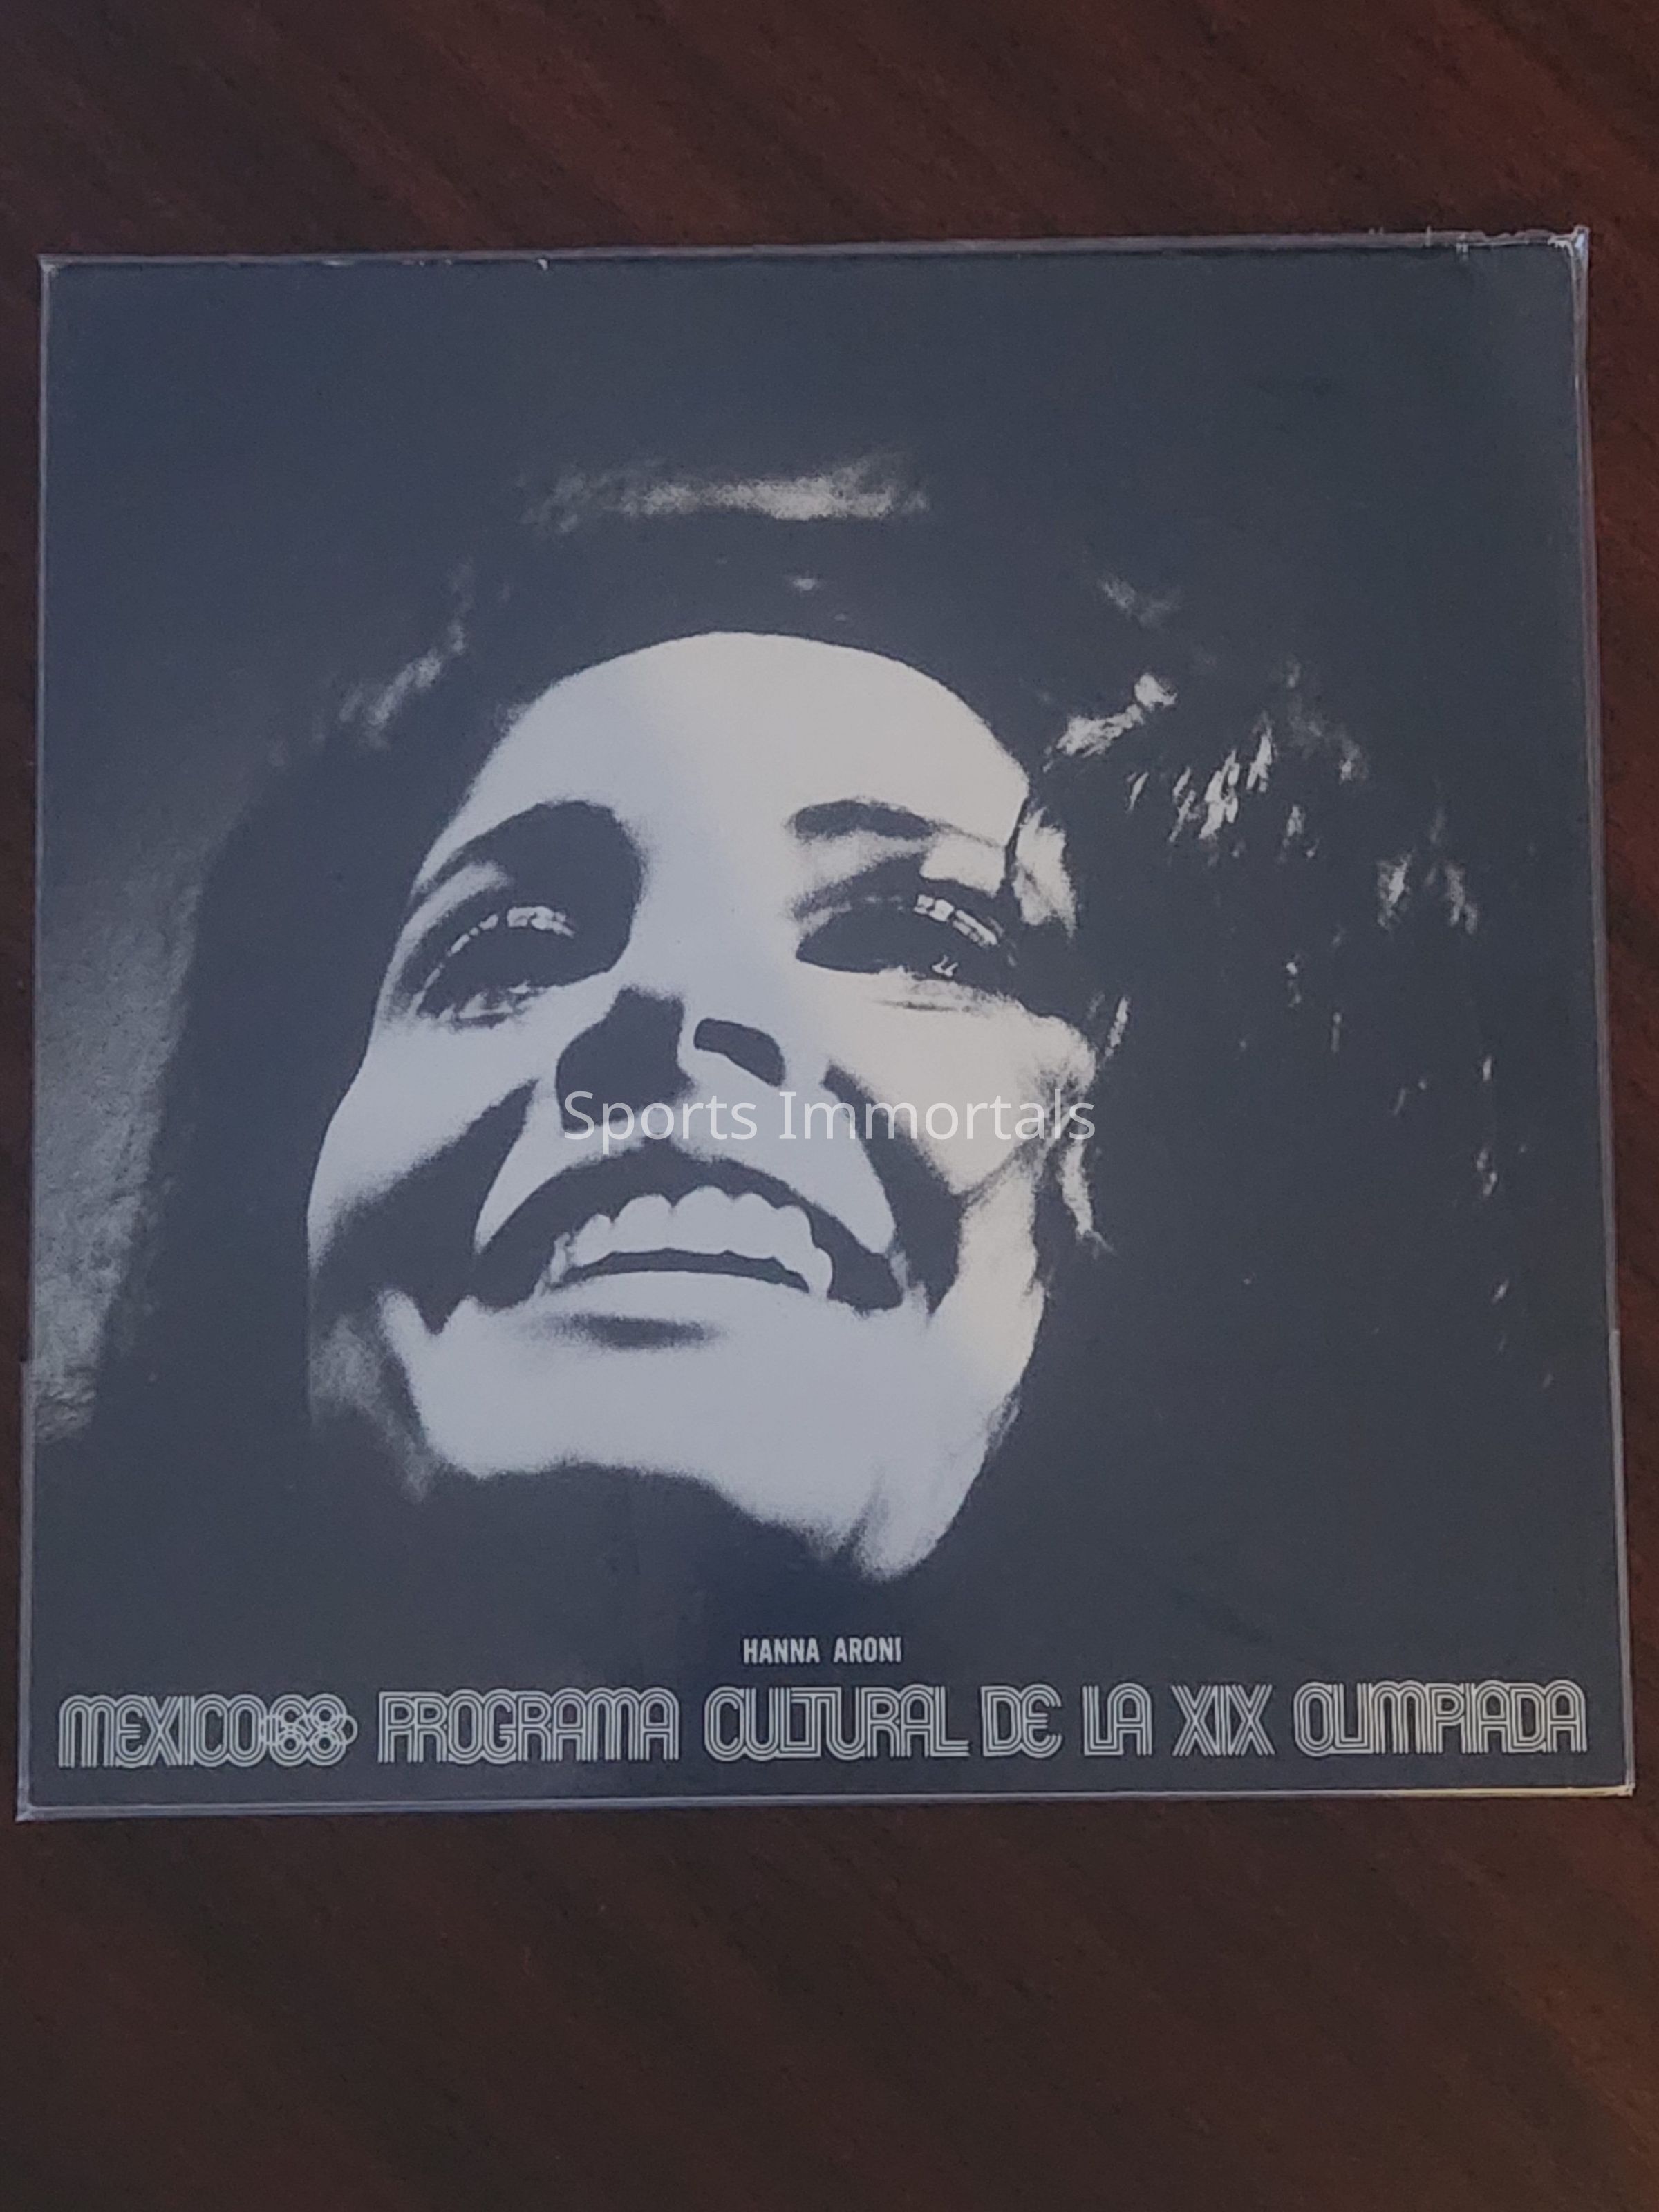 Sports Immortals
HANNA ARONI
MEXICO68 PROGRAMA CULTURAL DE LA XIX OLIMPIADA